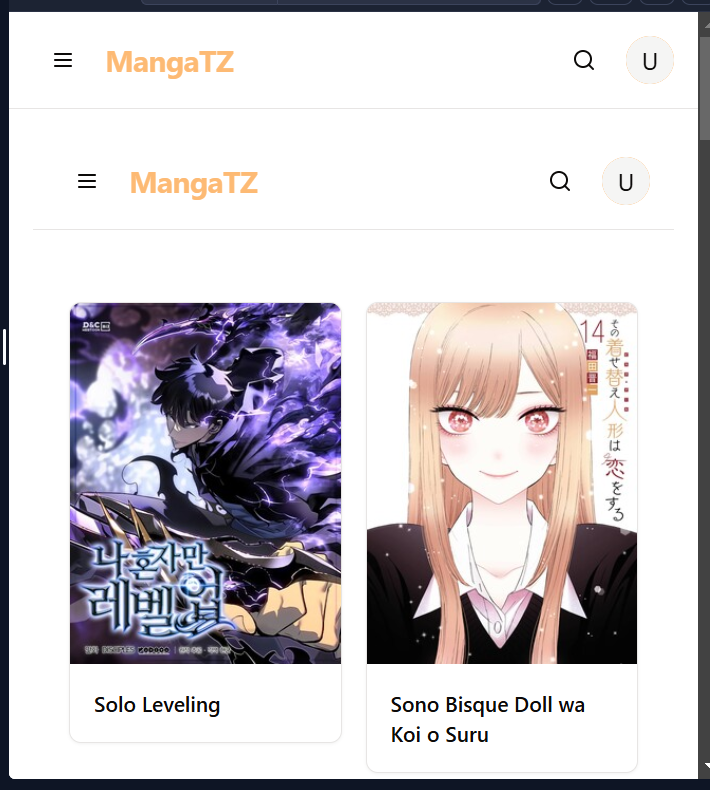 MangaTZ
U
MangaTZ
U
D&C
나 혼자만
레벨업
DISCIPLES
14
その着せ替え人形は恋をする
福田晋一
Solo Leveling
Sono Bisque Doll wa
Koi o Suru